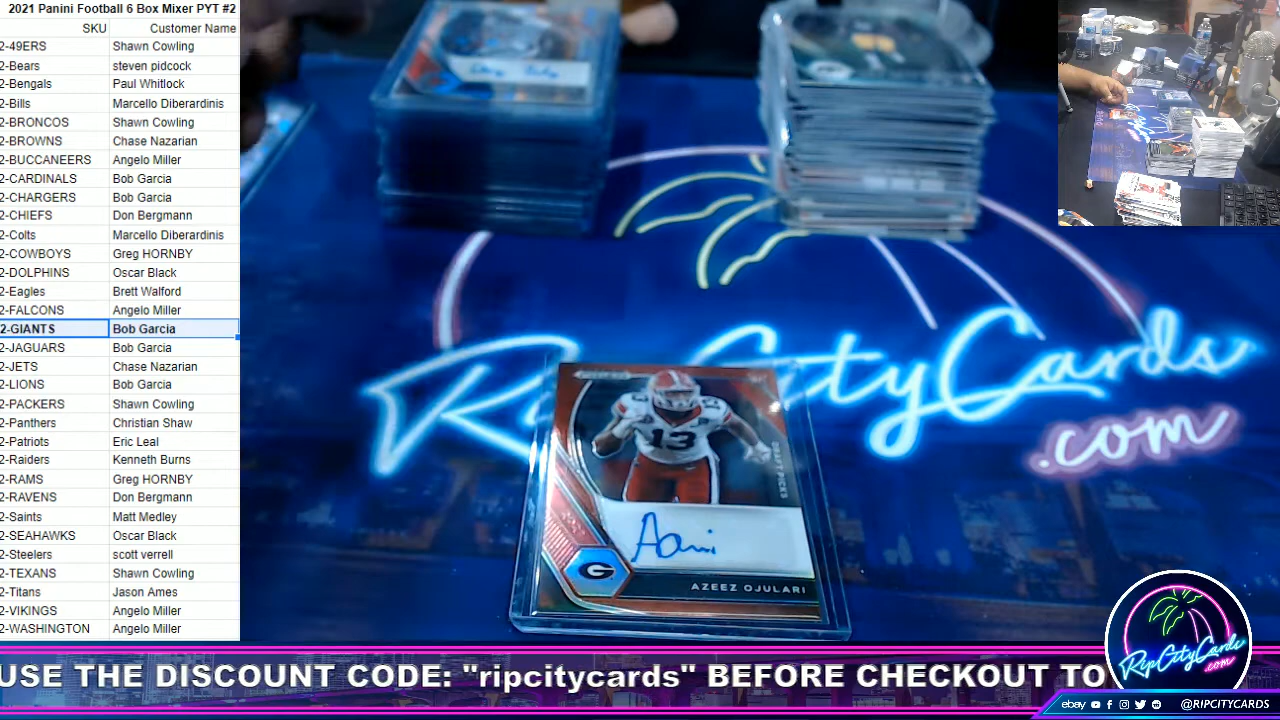 2021 Panini Football 6 Box Mixer PYT #2
SKU Customer Name
2-49ERS Shawn Cowling
2-Bears steven pidcock
2-Bengals Paul Whitlock
2-Bills Marcello Diberardinis
2-BRONCOS Shawn Cowling
2-BROWNS Chase Nazarian
2-BUCCANEERS Angelo Miller
2-CARDINALS Bob Garcia
2-CHARGERS Bob Garcia
2-CHIEFS Don Bergmann
2-Colts Marcello Diberardinis
2-COWBOYS Greg HORNBY
2-DOLPHINS Oscar Black
2-Eagles Brett Walford
2-FALCONS Angelo Miller
2-GIANTS Bob Garcia
2-JAGUARS Bob Garcia
2-JETS Chase Nazarian
2-LIONS Bob Garcia
2-PACKERS Shawn Cowling
2-Panthers Christian Shaw
2-Patriots Eric Leal
2-Raiders Kenneth Burns
2-RAMS Greg HORNBY
2-RAVENS Don Bergmann
2-Saints Matt Medley
2-SEAHAWKS Oscar Black
2-Steelers scott verrell
2-TEXANS Shawn Cowling
2-Titans Jason Ames
2-VIKINGS Angelo Miller
2-WASHINGTON Angelo Miller
RipCityCards
.com
13
DRAFT PICKS
G
AZEEZ OJULARI
USE THE DISCOUNT CODE: "ripcitycards" BEFORE CHECKOUT TO
RipCityCards
.com
ebay @RIPCITYCARDS